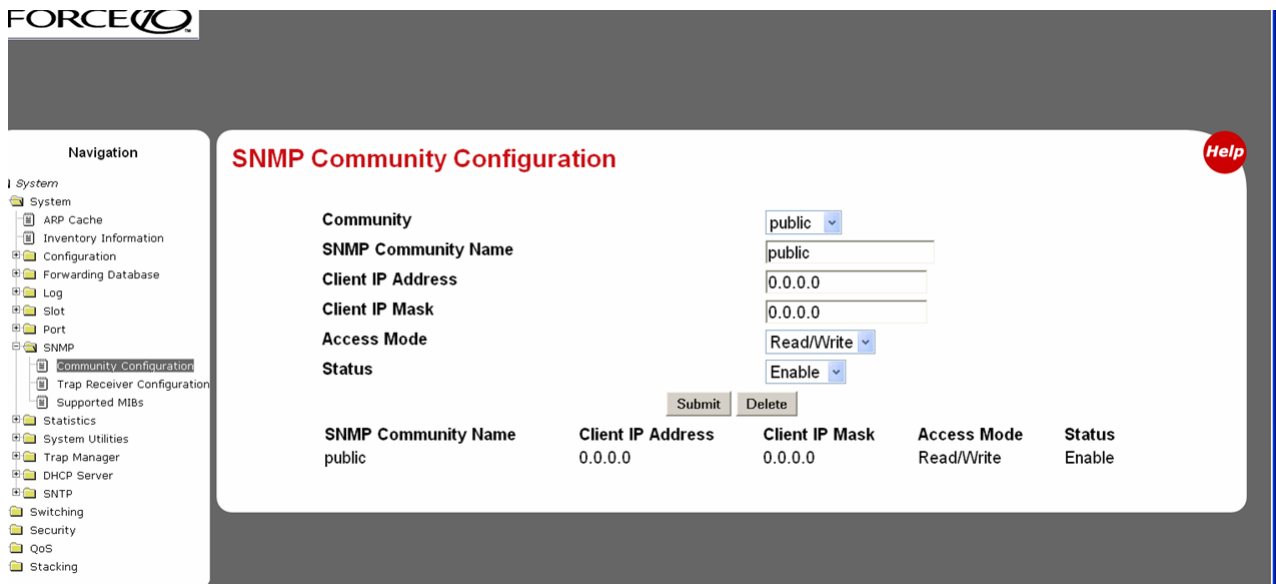 FORCE10
TM
Navigation
System
System
ARP Cache
Inventory Information
Configuration
Forwarding Database
Log
Slot
Port
SNMP
Community Configuration
Trap Receiver Configuration
Supported MIBs
Statistics
System Utilities
Trap Manager
DHCP Server
SNTP
Switching
Security
QoS
Stacking
SNMP Community Configuration
Help
Community public
SNMP Community Name public
Client IP Address 0.0.0.0
Client IP Mask 0.0.0.0
Access Mode Read/Write
Status Enable
Submit Delete
SNMP Community Name Client IP Address Client IP Mask Access Mode Status
public 0.0.0.0 0.0.0.0 Read/Write Enable